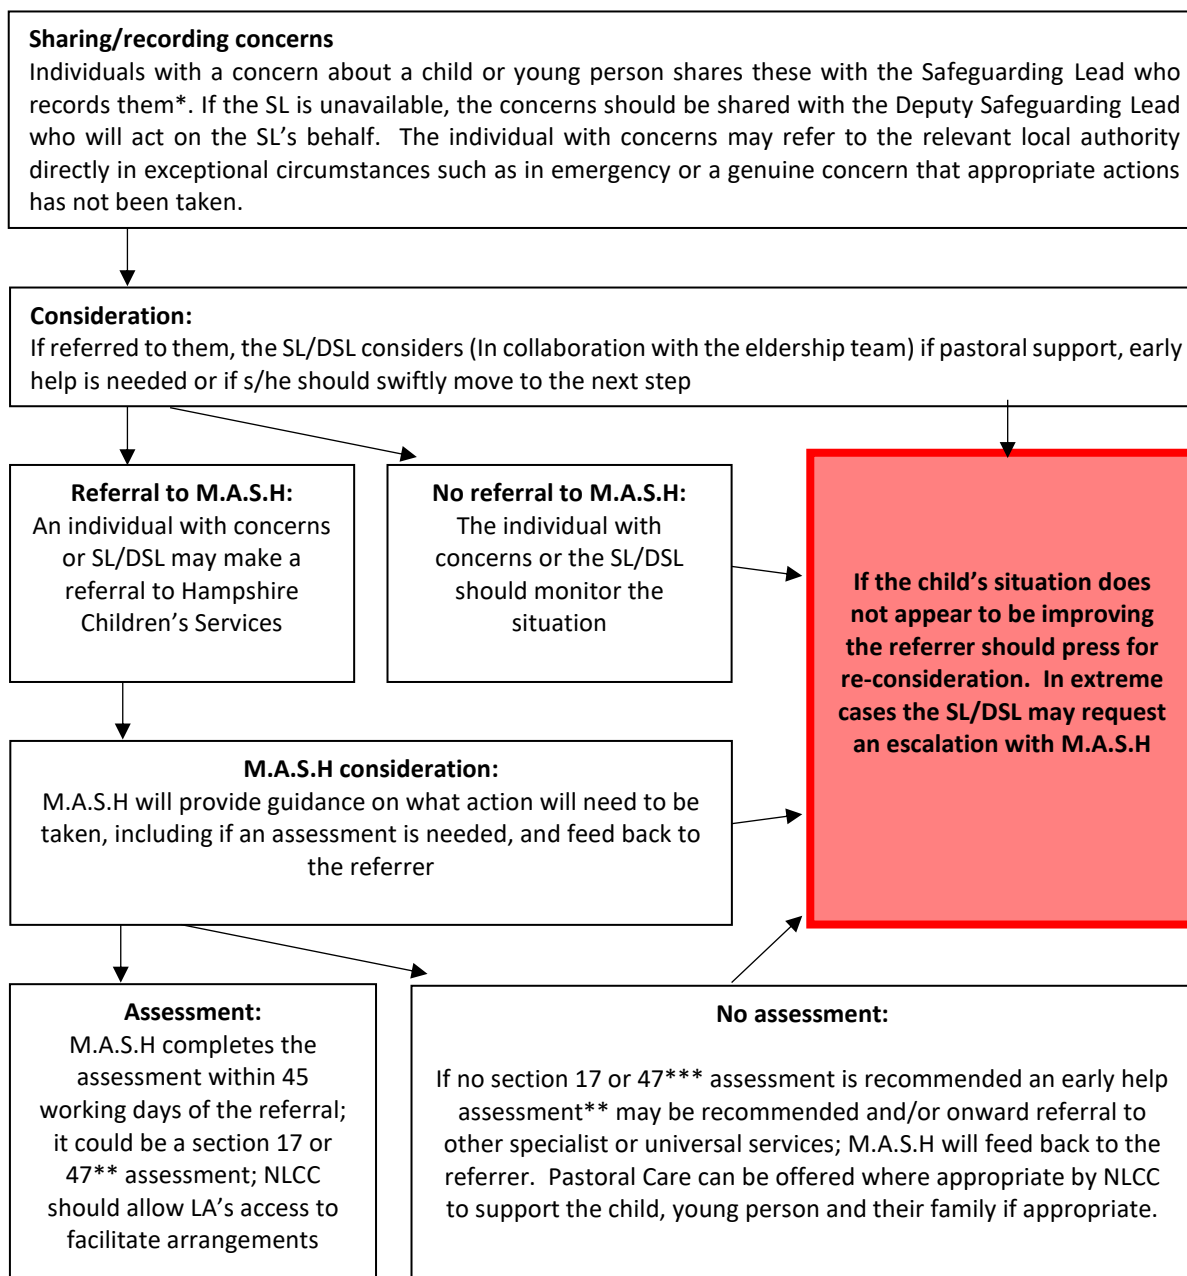 Sharing/recording concerns
Individuals with a concern about a child or young person shares these with the Safeguarding Lead who
records them*. If the SL is unavailable, the concerns should be shared with the Deputy Safeguarding Lead
who will act on the SL’s behalf. The individual with concerns may refer to the relevant local authority
directly in exceptional circumstances such as in emergency or a genuine concern that appropriate actions
has not been taken.
Consideration:
If referred to them, the SL/DSL considers (In collaboration with the eldership team) if pastoral support, early
help is needed or if s/he should swiftly move to the next step
Referral to M.A.S.H:
An individual with concerns
or SL/DSL may make a
referral to Hampshire
Children’s Services
No referral to M.A.S.H:
The individual with
concerns or the SL/DSL
should monitor the
situation
If the child’s situation does
not appear to be improving
the referrer should press for
re-consideration. In extreme
cases the SL/DSL may request
an escalation with M.A.S.H
M.A.S.H consideration:
M.A.S.H will provide guidance on what action will need to be
taken, including if an assessment is needed, and feed back to
the referrer
Assessment:
M.A.S.H completes the
assessment within 45
working days of the referral;
it could be a section 17 or
47** assessment; NLCC
should allow LA’s access to
facilitate arrangements
No assessment:
If no section 17 or 47*** assessment is recommended an early help
assessment** may be recommended and/or onward referral to
other specialist or universal services; M.A.S.H will feed back to the
referrer. Pastoral Care can be offered where appropriate by NLCC
to support the child, young person and their family if appropriate.